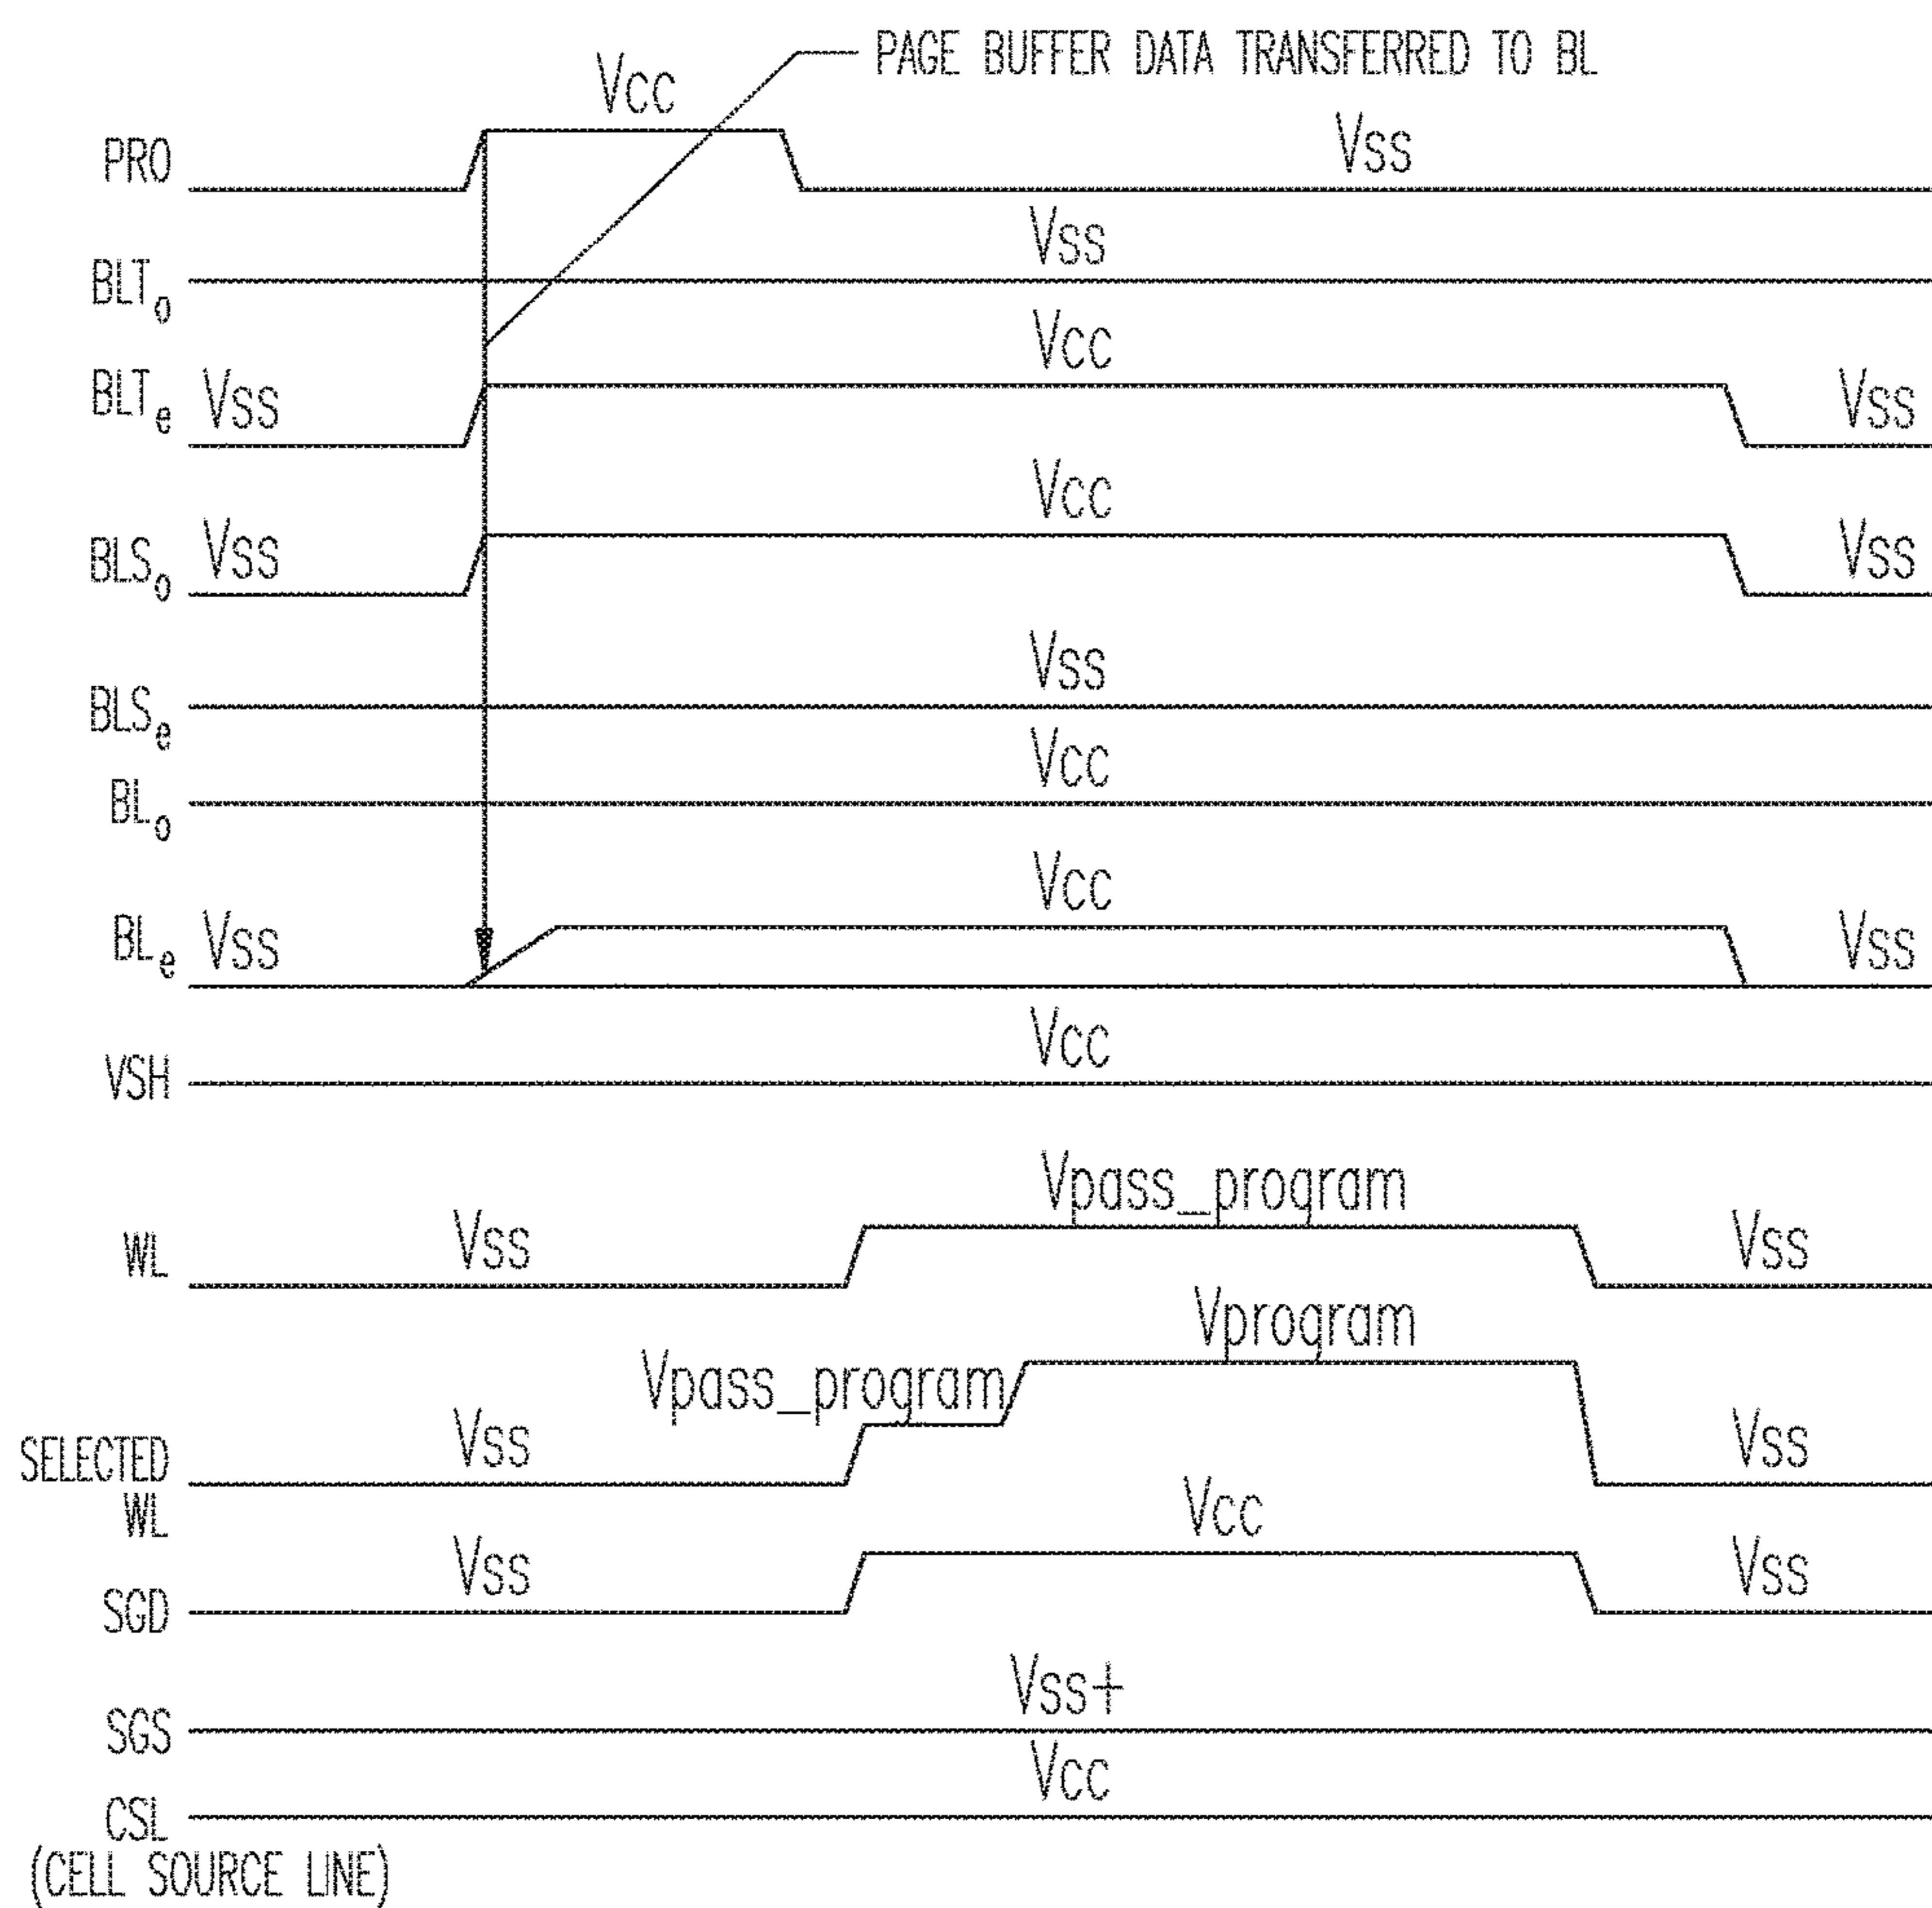 PAGE BUFFER DATA TRANSFERRED TO BL
Vcc
PRO
Vss
Vss
BLTo
Vcc
BLTe Vss
Vss
Vcc
BLSo Vss
Vss
Vss
BLSe
Vcc
BLo
Vcc
BLe Vss
Vss
Vcc
VSH
Vpass_program
WL
Vss
Vss
Vprogram
Vpass_program
SELECTED
WL
Vss
Vss
Vcc
SGD
Vss
Vss
Vss+
SGS
Vcc
CSL
(CELL SOURCE LINE)